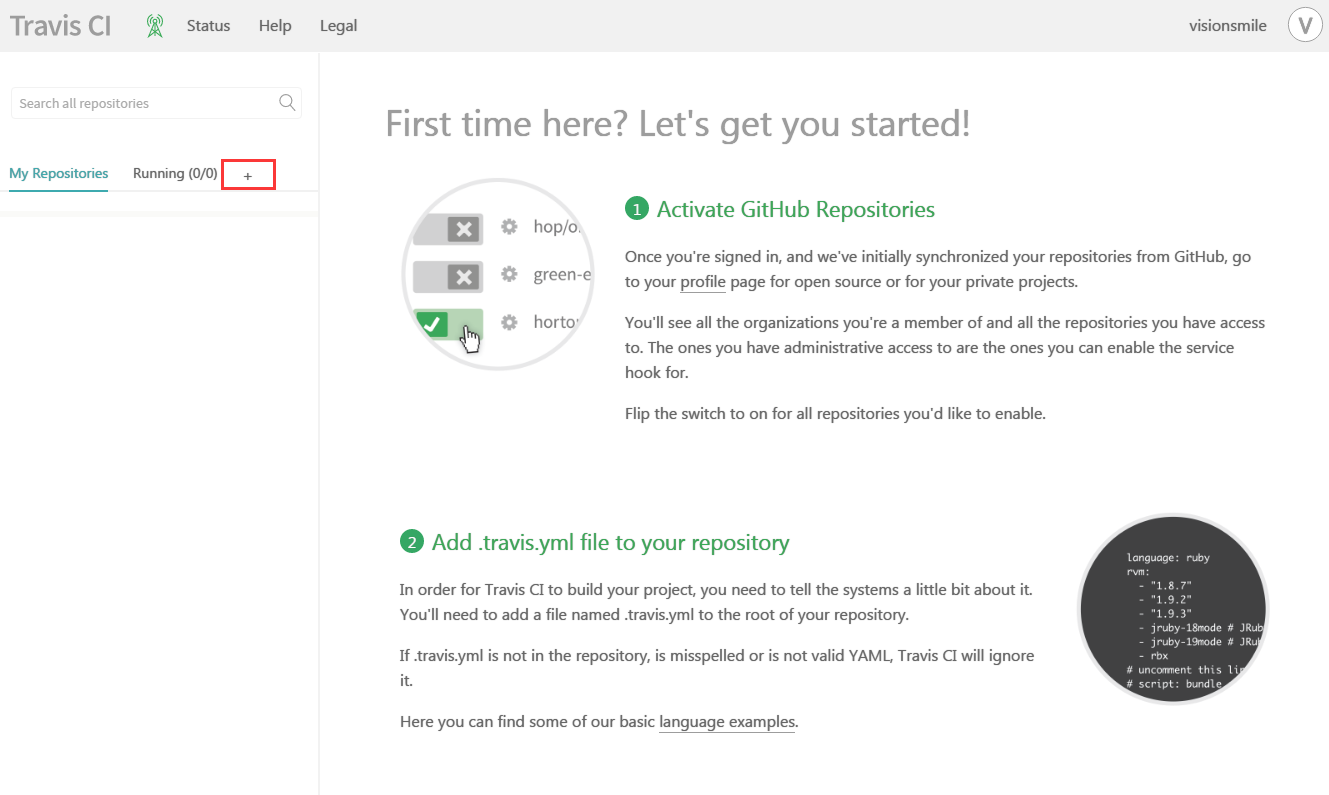 Travis CI Status Help Legal visionsmile V
Search all repositories
My Repositories Running (0/0) +
First time here? Let's get you started!
hop/o.
green-e
horto
1 Activate GitHub Repositories
Once you're signed in, and we've initially synchronized your repositories from GitHub, go
to your profile page for open source or for your private projects.
You'll see all the organizations you're a member of and all the repositories you have access
to. The ones you have administrative access to are the ones you can enable the service
hook for.
Flip the switch to on for all repositories you'd like to enable.
2 Add .travis.yml file to your repository
In order for Travis CI to build your project, you need to tell the systems a little bit about it.
You'll need to add a file named .travis.yml to the root of your repository.
If .travis.yml is not in the repository, is misspelled or is not valid YAML, Travis CI will ignore
it.
Here you can find some of our basic language examples.
language: ruby
rvm:
- "1.8.7"
- "1.9.2"
- "1.9.3"
- jruby-18mode # JRub
- jruby-19mode # JRu
- rbx
# uncomment this lin
# script: bundle